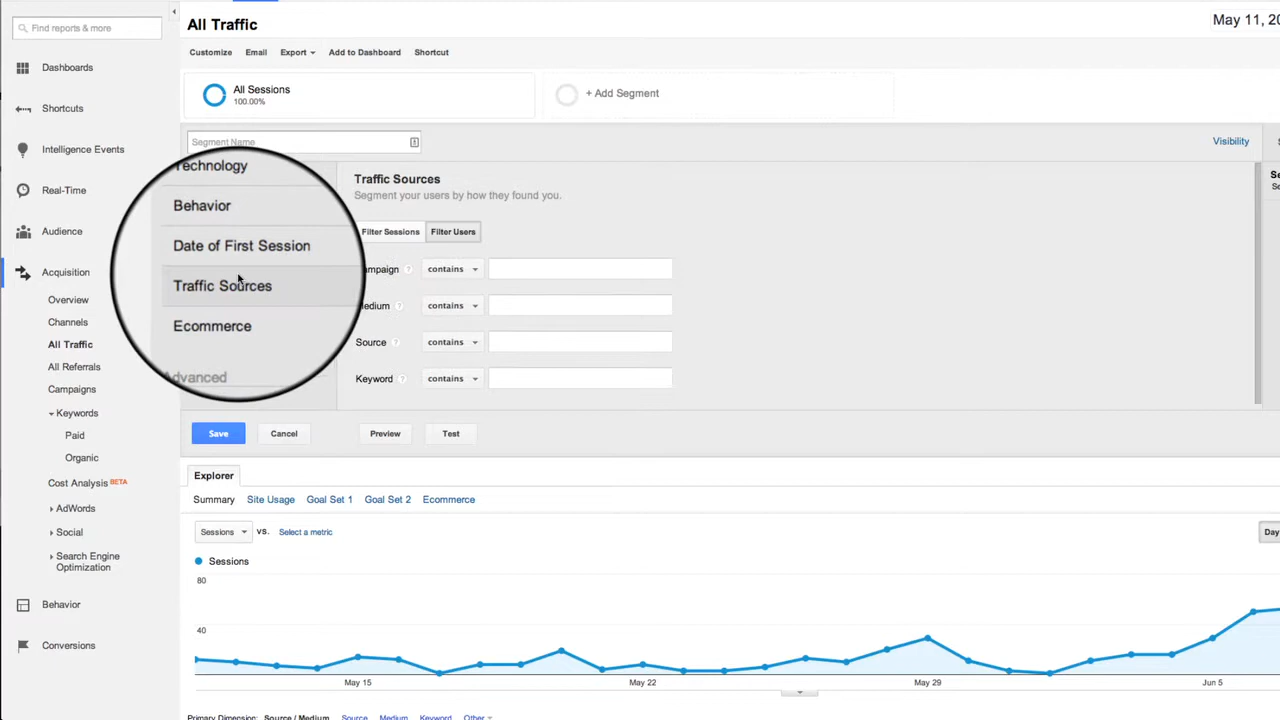 Find reports & more
Dashboards
Shortcuts
Intelligence Events
Real-Time
Audience
Acquisition
Overview
Channels
All Traffic
All Referrals
Campaigns
Keywords
Paid
Organic
Cost Analysis BETA
AdWords
Social
Search Engine
Optimization
Behavior
Conversions
All Traffic
May 11, 20
Customize Email Export Add to Dashboard Shortcut
All Sessions
100.00%
+ Add Segment
Segment Name
Visibility
Technology
Behavior
Date of First Session
Traffic Sources
Ecommerce
Advanced
Traffic Sources
Segment your users by how they found you.
Filter Sessions Filter Users
ampaign ? contains
edium ? contains
Source ? contains
Keyword ? contains
Se
Se
Save Cancel Preview Test
Explorer
Summary Site Usage Goal Set 1 Goal Set 2 Ecommerce
Sessions vs. Select a metric
Day
Sessions
80
40
May 15 May 22 May 29 Jun 5
Primary Dimension: Source / Medium Source Medium Keyword Other